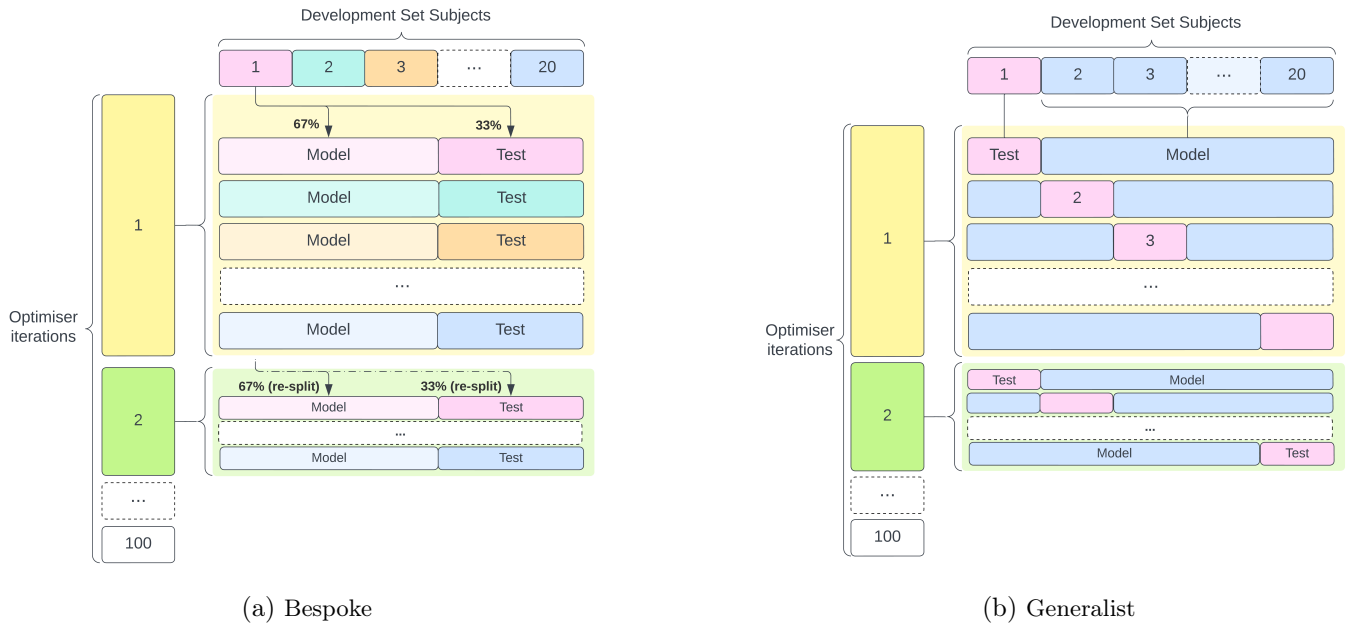 Development Set Subjects
1 2 3 ... 20
67% 33%
Model Test
Model Test
Model Test
...
Model Test
1
Optimiser
iterations
67% (re-split) 33% (re-split)
Model Test
...
Model Test
2
...
100
(a) Bespoke
Development Set Subjects
1 2 3 ... 20
Test Model
2
3
...
1
Optimiser
iterations
Test Model
...
Model Test
2
...
100
(b) Generalist